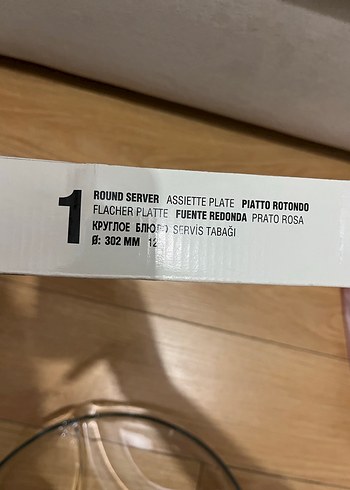 1
ROUND SERVER ASSIETTE PLATE PIATTO ROTONDO
FLACHER PLATTE FUENTE REDONDA PRATO ROSA
КРУГЛОЕ БЛЮДО SERVİS TABAĞI
Ø: 302 MM 12"